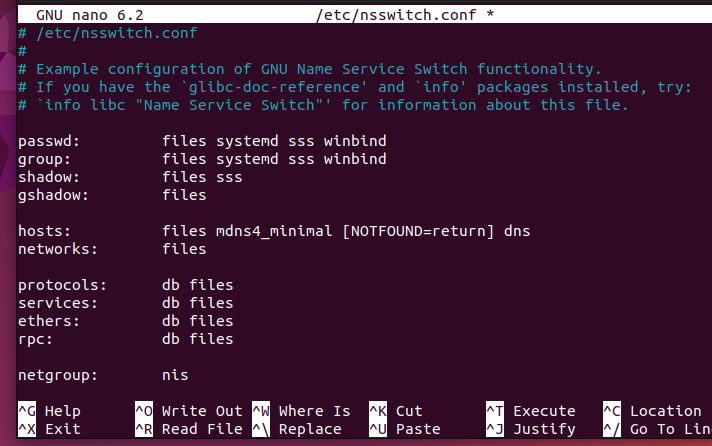 GNU nano 6.2 /etc/nsswitch.conf *
# /etc/nsswitch.conf
#
# Example configuration of GNU Name Service Switch functionality.
# If you have the `glibc-doc-reference' and `info' packages installed, try:
# `info libc "Name Service Switch"' for information about this file.
passwd: files systemd sss winbind
group: files systemd sss winbind
shadow: files sss
gshadow: files
hosts: files mdns4_minimal [NOTFOUND=return] dns
networks: files
protocols: db files
services: db files
ethers: db files
rpc: db files
netgroup: nis
^G Help ^O Write Out ^W Where Is ^K Cut ^T Execute ^C Location
^X Exit ^R Read File ^\ Replace ^U Paste ^J Justify ^/ Go To Lin